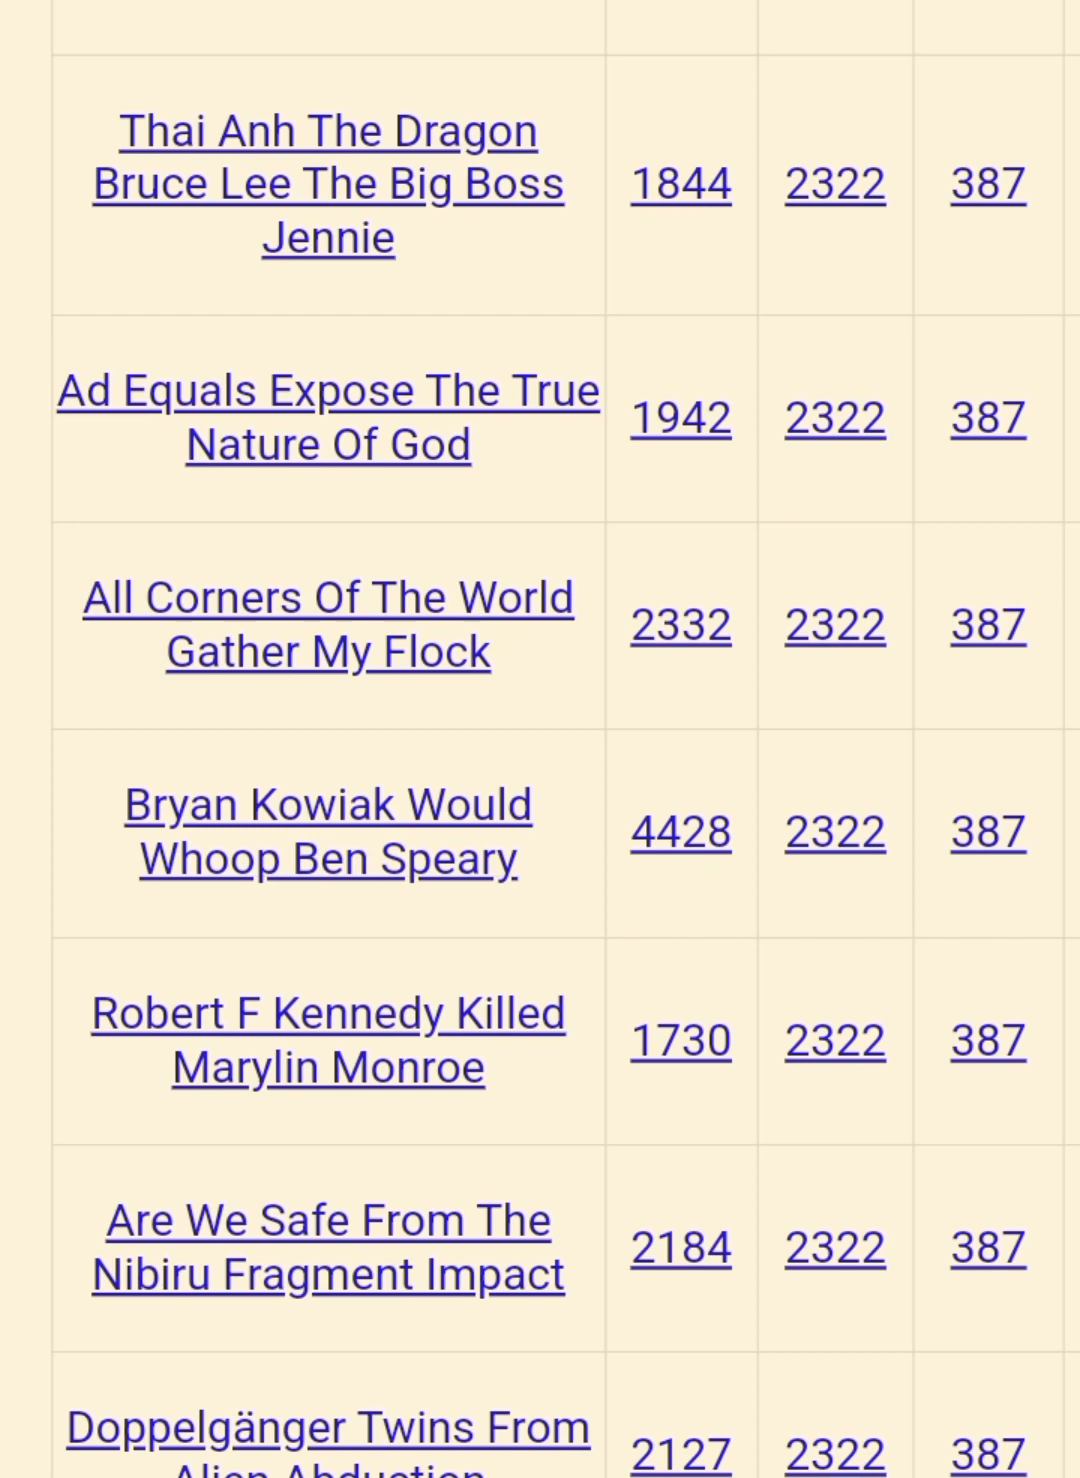 Thai Anh The Dragon
Bruce Lee The Big Boss
Jennie
1844 2322 387
Ad Equals Expose The True
Nature Of God
1942 2322 387
All Corners Of The World
Gather My Flock
2332 2322 387
Bryan Kowiak Would
Whoop Ben Speary
4428 2322 387
Robert F Kennedy Killed
Marylin Monroe
1730 2322 387
Are We Safe From The
Nibiru Fragment Impact
2184 2322 387
Doppelgänger Twins From
Alien Abduction
2127 2322 387